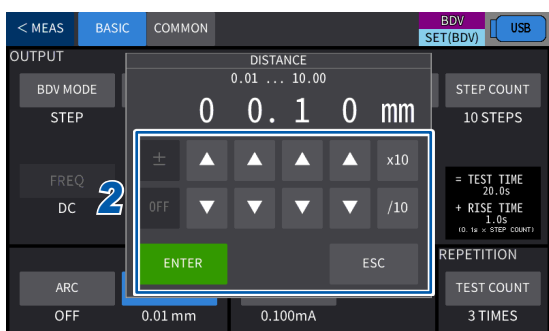 < MEAS BASIC COMMON BDV SET(BDV) USB
OUTPUT
DISTANCE
0.01 ... 10.00
0 0.10 mm
BDV MODE
STEP
STEP COUNT
10 STEPS
± ▲ ▲ ▲ ▲ x10
OFF ▼ ▼ ▼ ▼ /10
2
ENTER ESC
FREQ
DC
= TEST TIME
20.0s
+ RISE TIME
1.0s
(0.1s × STEP COUNT)
REPETITION
ARC
OFF
0.01 mm
0.100mA
TEST COUNT
3 TIMES